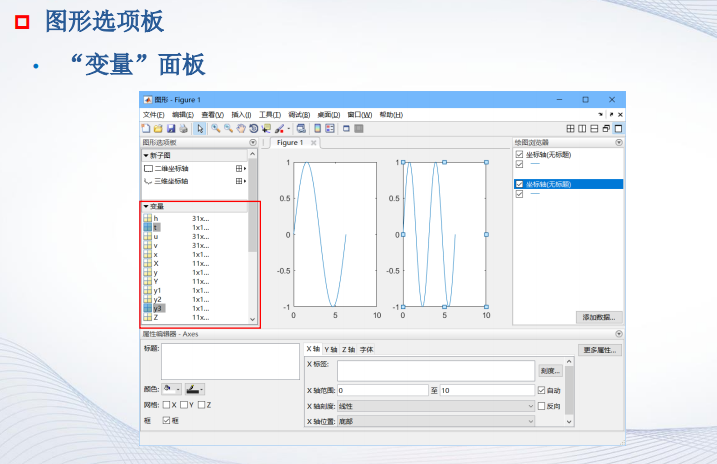 图形选项板
“变量”面板
图形 - Figure 1
文件(F) 编辑(E) 查看(V) 插入(I) 工具(T) 调试(B) 桌面(D) 窗口(W) 帮助(H)
图形选项板
Figure 1
绘图浏览器
新子图
二维坐标轴
三维坐标轴
变量
h 31x...
t 1x1...
u 31x...
v 31x...
x 1x1...
X 11x...
y 1x1...
Y 11x...
y1 1x1...
y2 1x1...
y3 1x1...
Z 11x...
1
0.5
0
-0.5
-1
0 5 10
1
0.5
0
-0.5
-1
0 5 10
坐标轴(无标题)
坐标轴(无标题)
添加数据...
属性编辑器 - Axes
标题:
颜色:
网格: X Y Z
框 框
X 轴 Y 轴 Z 轴 字体
X 标签:
刻度...
X 轴范围: 0 至 10 自动
X 轴刻度: 线性 反向
X 轴位置: 底部
更多属性...